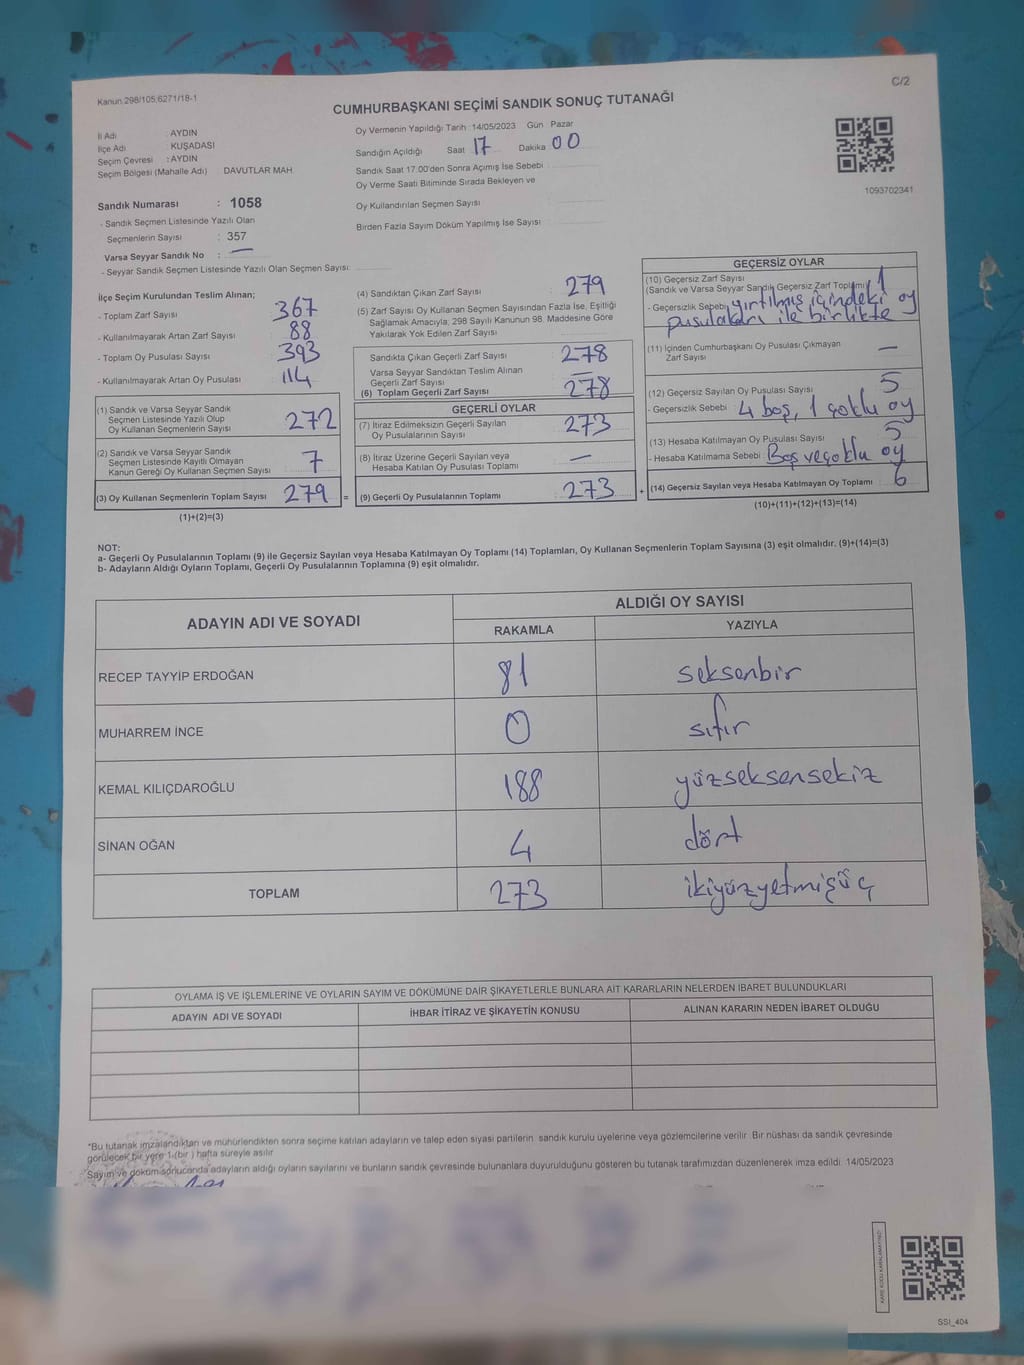 C/2
Kanun 298/105,6271/18-1
CUMHURBAŞKANI SEÇİMİ SANDIK SONUÇ TUTANAĞI
İl Adı : AYDIN
İlçe Adı : KUŞADASI
Seçim Çevresi : AYDIN
Seçim Bölgesi (Mahalle Adı) : DAVUTLAR MAH.
Sandık Numarası : 1058
- Sandık Seçmen Listesinde Yazılı Olan
Seçmenlerin Sayısı : 357
Varsa Seyyar Sandık No : —
- Seyyar Sandık Seçmen Listesinde Yazılı Olan Seçmen Sayısı:
Oy Vermenin Yapıldığı Tarih : 14/05/2023 Gün Pazar
Sandığın Açıldığı Saat 17 Dakika 00
Sandık Saat 17:00'den Sonra Açımış İse Sebebi
Oy Verme Saati Bitiminde Sırada Bekleyen ve
Oy Kullandırılan Seçmen Sayısı
Birden Fazla Sayım Döküm Yapılmış İse Sayısı
1093702341
İlçe Seçim Kurulundan Teslim Alınan;
- Toplam Zarf Sayısı 367
- Kullanılmayarak Artan Zarf Sayısı 88
- Toplam Oy Pusulası Sayısı 393
- Kullanılmayarak Artan Oy Pusulası 114
(1) Sandık ve Varsa Seyyar Sandık
Seçmen Listesinde Yazılı Olup
Oy Kullanan Seçmenlerin Sayısı 272
(2) Sandık ve Varsa Seyyar Sandık
Seçmen Listesinde Kayıtlı Olmayan
Kanun Gereği Oy Kullanan Seçmen Sayısı 7
(3) Oy Kullanan Seçmenlerin Toplam Sayısı 279 =
(1)+(2)=(3)
(4) Sandıktan Çıkan Zarf Sayısı 279
(5) Zarf Sayısı Oy Kullanan Seçmen Sayısından Fazla İse, Eşitliği
Sağlamak Amacıyla; 298 Sayılı Kanunun 98. Maddesine Göre
Yakılarak Yok Edilen Zarf Sayısı
Sandıkta Çıkan Geçerli Zarf Sayısı 278
Varsa Seyyar Sandıktan Teslim Alınan
Geçerli Zarf Sayısı —
(6) Toplam Geçerli Zarf Sayısı 278
GEÇERLİ OYLAR
(7) İtiraz Edilmeksizin Geçerli Sayılan
Oy Pusulalarının Sayısı 273
(8) İtiraz Üzerine Geçerli Sayılan veya
Hesaba Katılan Oy Pusulası Toplamı —
(9) Geçerli Oy Pusulalarının Toplamı 273 +
GEÇERSİZ OYLAR
(10) Geçersiz Zarf Sayısı
(Sandık ve Varsa Seyyar Sandık Geçersiz Zarf Toplamı) 1
- Geçersizlik Sebebi yırtılmış içindeki oy
pusulaları ile birlikte
(11) İçinden Cumhurbaşkanı Oy Pusulası Çıkmayan
Zarf Sayısı —
(12) Geçersiz Sayılan Oy Pusulası Sayısı 5
- Geçersizlik Sebebi 4 boş, 1 çoklu oy
(13) Hesaba Katılmayan Oy Pusulası Sayısı 5
- Hesaba Katılmama Sebebi Boş ve çoklu oy
(14) Geçersiz Sayılan veya Hesaba Katılmayan Oy Toplamı 6
(10)+(11)+(12)+(13)=(14)
NOT:
a- Geçerli Oy Pusulalarının Toplamı (9) ile Geçersiz Sayılan veya Hesaba Katılmayan Oy Toplamı (14) Toplamları, Oy Kullanan Seçmenlerin Toplam Sayısına (3) eşit olmalıdır. (9)+(14)=(3)
b- Adayların Aldığı Oyların Toplamı, Geçerli Oy Pusulalarının Toplamına (9) eşit olmalıdır.
ADAYIN ADI VE SOYADI
ALDIĞI OY SAYISI
RAKAMLA YAZIYLA
RECEP TAYYİP ERDOĞAN 81 seksenbir
MUHARREM İNCE 0 sıfır
KEMAL KILIÇDAROĞLU 188 yüzseksensekiz
SİNAN OĞAN 4 dört
TOPLAM 273 ikiyüzyetmişüç
OYLAMA İŞ VE İŞLEMLERİNE VE OYLARIN SAYIM VE DÖKÜMÜNE DAİR ŞİKAYETLERLE BUNLARA AİT KARARLARIN NELERDEN İBARET BULUNDUKLARI
ADAYIN ADI VE SOYADI İHBAR İTİRAZ VE ŞİKAYETİN KONUSU ALINAN KARARIN NEDEN İBARET OLDUĞU
*Bu tutanak imzalandıktan ve mühürlendikten sonra seçime katılan adayların ve talep eden siyasi partilerin sandık kurulu üyelerine veya gözlemcilerine verilir. Bir nüshası da sandık çevresinde
görülecek bir yere 1 (bir) hafta süreyle asılır.
*Sayım ve döküm sonucunda adayların aldığı oyların sayılarını ve bunların sandık çevresinde bulunanlara duyurulduğunu gösteren bu tutanak tarafımızdan düzenlenerek imza edildi. 14/05/2023
KARE KODU KARALAMAYINIZ!
SSI_404